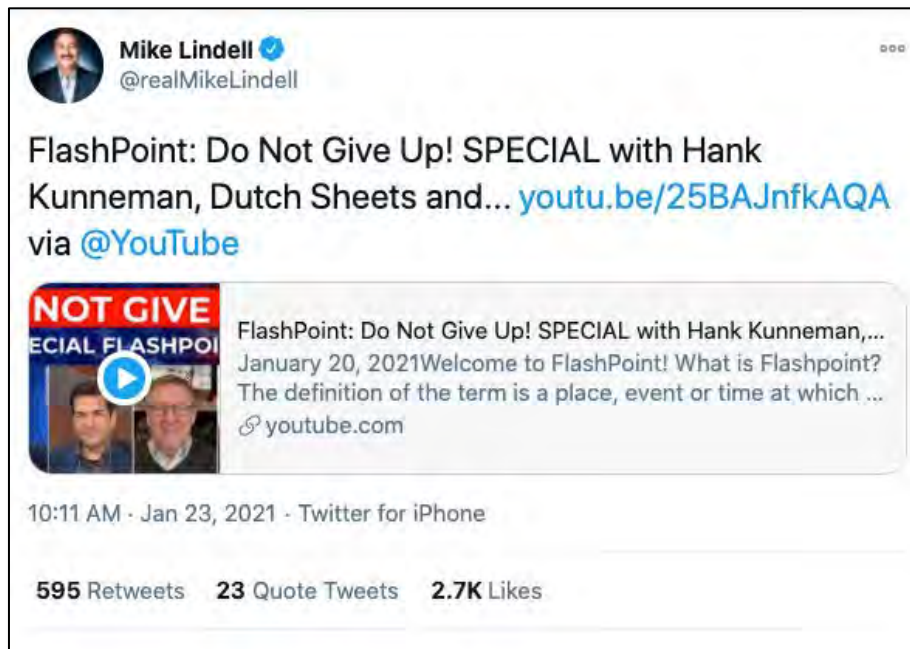 Mike Lindell
@realMikeLindell
FlashPoint: Do Not Give Up! SPECIAL with Hank
Kunneman, Dutch Sheets and... youtu.be/25BAJnfkAQA
via @YouTube
NOT GIVE
ECIAL FLASHPOI
FlashPoint: Do Not Give Up! SPECIAL with Hank Kunneman,...
January 20, 2021Welcome to FlashPoint! What is Flashpoint?
The definition of the term is a place, event or time at which ...
youtube.com
10:11 AM · Jan 23, 2021 · Twitter for iPhone
595 Retweets 23 Quote Tweets 2.7K Likes